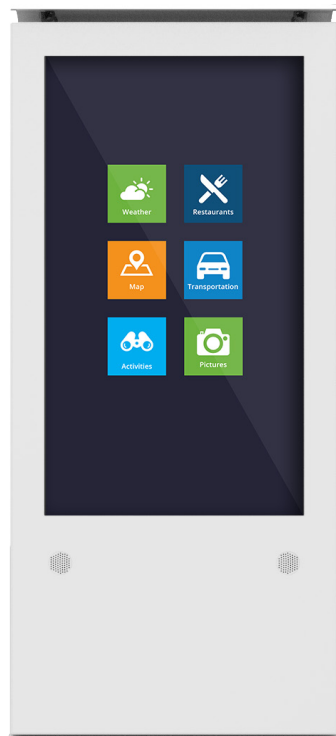 Weather
Restaurants
Map
Transportation
Activities
Pictures